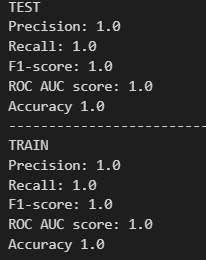 TEST
Precision: 1.0
Recall: 1.0
F1-score: 1.0
ROC AUC score: 1.0
Accuracy 1.0
--------------------------
TRAIN
Precision: 1.0
Recall: 1.0
F1-score: 1.0
ROC AUC score: 1.0
Accuracy 1.0